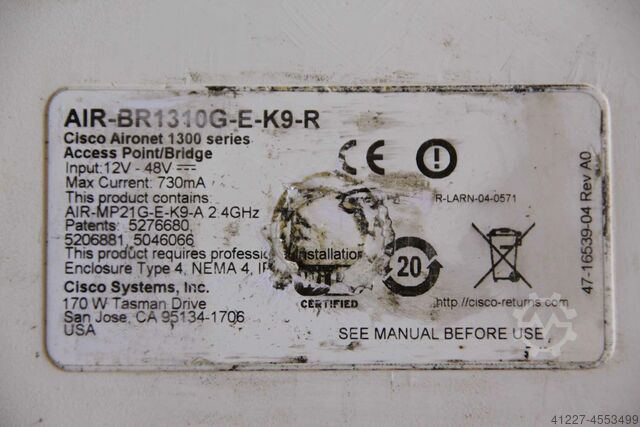 AIR-BR1310G-E-K9-R
Cisco Aironet 1300 series
Access Point/Bridge
Input:12V - 48V
Max Current: 730mA
This product contains:
AIR-MP21G-E-K9-A 2.4GHz
Patents: 5276680,
5206881, 5046066
This product requires installation
Enclosure Type 4, NEMA 4,
Cisco Systems, Inc.
170 W Tasman Drive
San Jose, CA 95134-1706
USA
CE
R-LARN-04-0571
20
CERTIFIED
http://cisco-returns.com
SEE MANUAL BEFORE USE
47-16539-04 Rev A0
41227-4553499